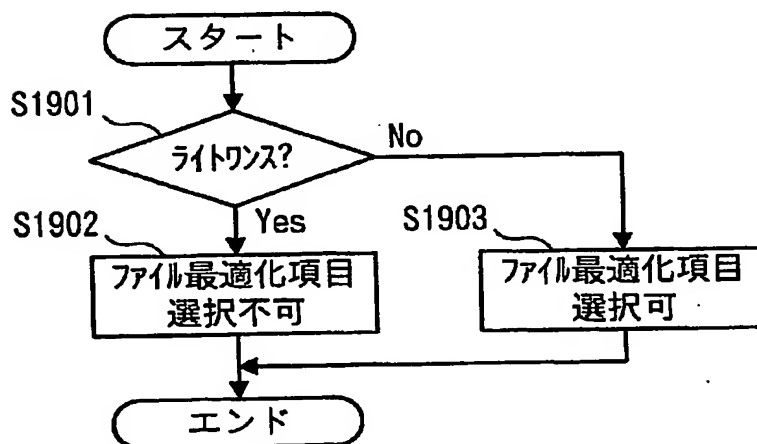 スタート
S1901
ライトワンス?
No
S1902
Yes
S1903
ファイル最適化項目
選択不可
ファイル最適化項目
選択可
エンド